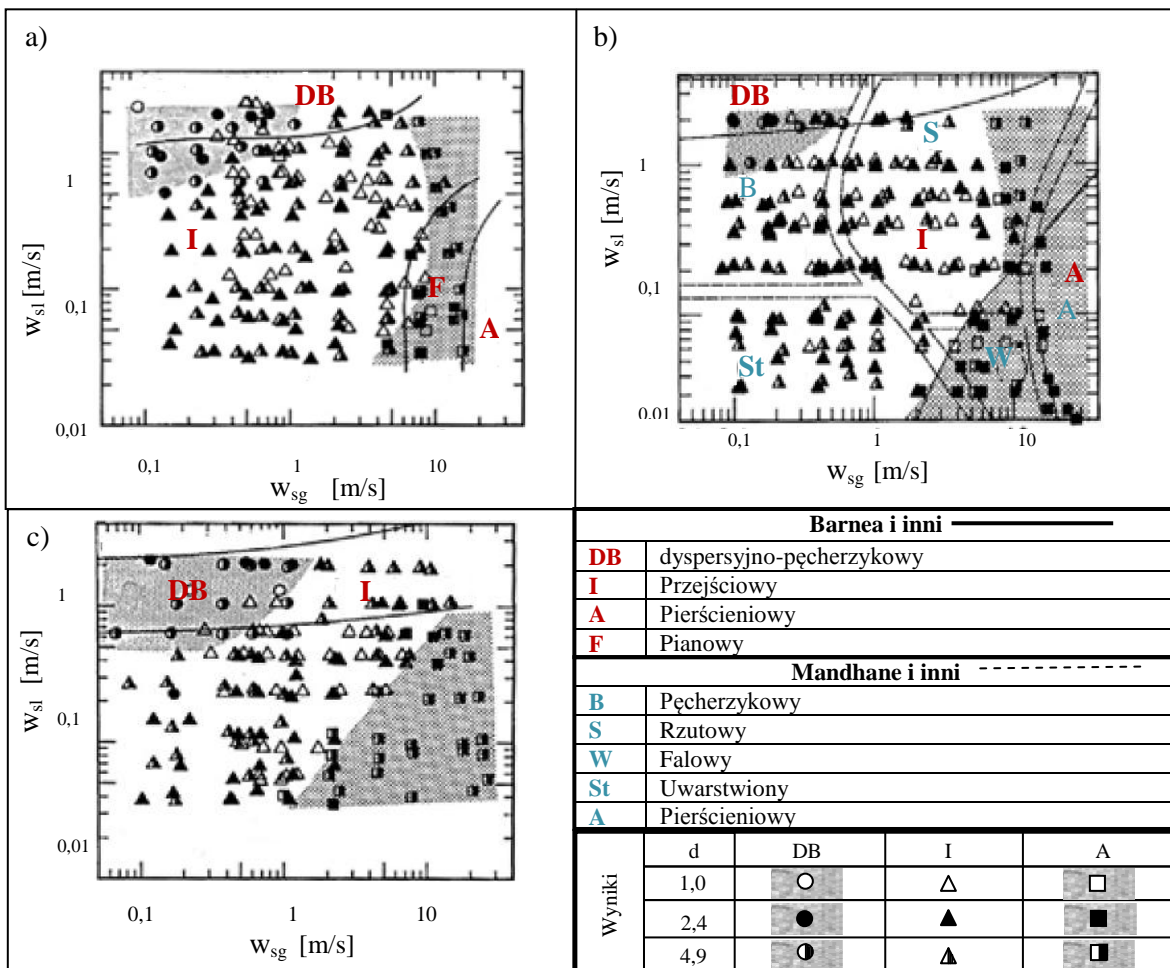 a)
DB
I
F
A
w_sl [m/s]
1
0,1
0,01
0,1
1
10
w_sg [m/s]
b)
DB
S
B
I
A
A
W
St
w_sl [m/s]
1
0,1
0,01
0,1
1
10
w_sg [m/s]
c)
DB
I
w_sl [m/s]
1
0,1
0,01
0,1
1
10
w_sg [m/s]
Barnea i inni
DB dyspersyjno-pęcherzykowy
I Przejściowy
A Pierścieniowy
F Pianowy
Mandhane i inni
B Pęcherzykowy
S Rzutowy
W Falowy
St Uwarstwiony
A Pierścieniowy
Wyniki
d DB I A
1,0
2,4
4,9